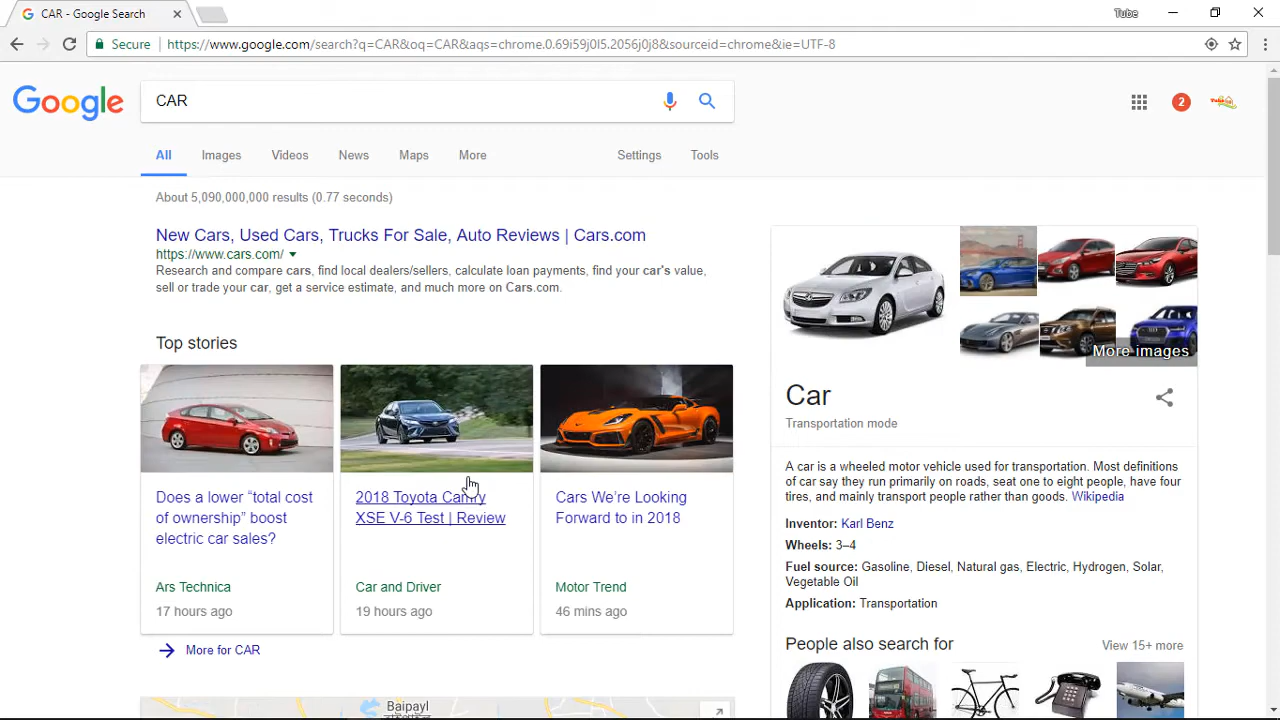 CAR - Google Search
Tube
Secure
https://www.google.com/search?q=CAR&oq=CAR&aqs=chrome.0.69i59j0l5.2056j0j8&sourceid=chrome&ie=UTF-8
Google
CAR
2
All
Images
Videos
News
Maps
More
Settings
Tools
About 5,090,000,000 results (0.77 seconds)
New Cars, Used Cars, Trucks For Sale, Auto Reviews | Cars.com
https://www.cars.com/
Research and compare cars, find local dealers/sellers, calculate loan payments, find your car's value,
sell or trade your car, get a service estimate, and much more on Cars.com.
Top stories
Does a lower “total cost
of ownership” boost
electric car sales?
Ars Technica
17 hours ago
2018 Toyota Camry
XSE V-6 Test | Review
Car and Driver
19 hours ago
Cars We’re Looking
Forward to in 2018
Motor Trend
46 mins ago
More for CAR
Baipayl
More images
Car
Transportation mode
A car is a wheeled motor vehicle used for transportation. Most definitions
of car say they run primarily on roads, seat one to eight people, have four
tires, and mainly transport people rather than goods. Wikipedia
Inventor: Karl Benz
Wheels: 3–4
Fuel source: Gasoline, Diesel, Natural gas, Electric, Hydrogen, Solar,
Vegetable Oil
Application: Transportation
People also search for
View 15+ more